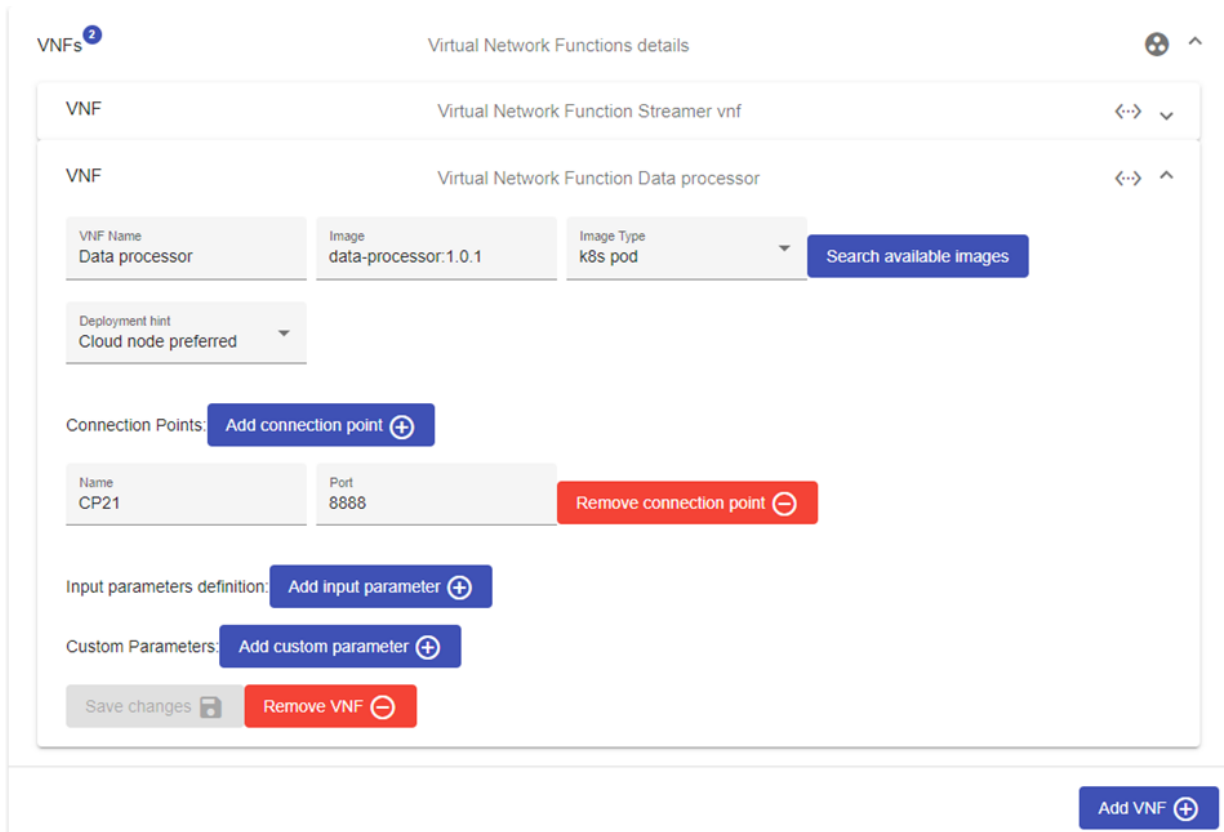 VNFs 2 Virtual Network Functions details
VNF Virtual Network Function Streamer vnf
VNF Virtual Network Function Data processor
VNF Name Image Image Type
Data processor data-processor:1.0.1 k8s pod Search available images
Deployment hint
Cloud node preferred
Connection Points: Add connection point
Name Port
CP21 8888 Remove connection point
Input parameters definition: Add input parameter
Custom Parameters: Add custom parameter
Save changes Remove VNF
Add VNF